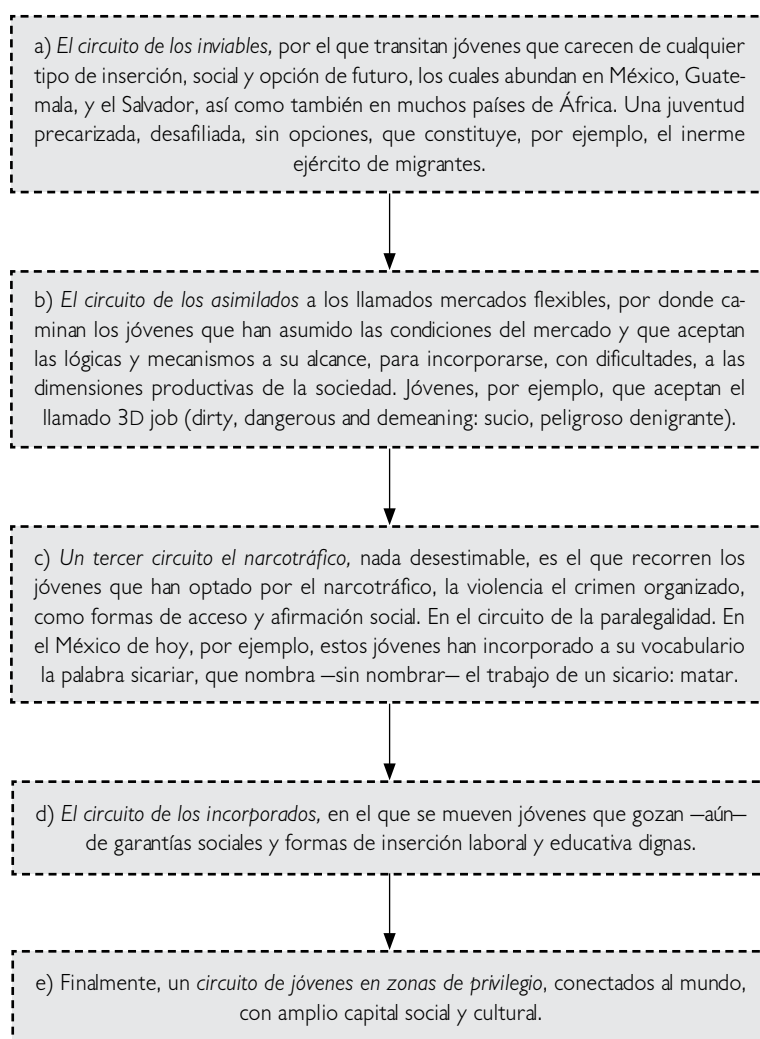 a) El circuito de los inviables, por el que transitan jóvenes que carecen de cualquier
tipo de inserción, social y opción de futuro, los cuales abundan en México, Guate-
mala, y el Salvador, así como también en muchos países de África. Una juventud
precarizada, desafiliada, sin opciones, que constituye, por ejemplo, el inerme
ejército de migrantes.
b) El circuito de los asimilados a los llamados mercados flexibles, por donde ca-
minan los jóvenes que han asumido las condiciones del mercado y que aceptan
las lógicas y mecanismos a su alcance, para incorporarse, con dificultades, a las
dimensiones productivas de la sociedad. Jóvenes, por ejemplo, que aceptan el
llamado 3D job (dirty, dangerous and demeaning: sucio, peligroso denigrante).
c) Un tercer circuito el narcotráfico, nada desestimable, es el que recorren los
jóvenes que han optado por el narcotráfico, la violencia el crimen organizado,
como formas de acceso y afirmación social. En el circuito de la paralegalidad. En
el México de hoy, por ejemplo, estos jóvenes han incorporado a su vocabulario
la palabra sicariar, que nombra —sin nombrar— el trabajo de un sicario: matar.
d) El circuito de los incorporados, en el que se mueven jóvenes que gozan —aún—
de garantías sociales y formas de inserción laboral y educativa dignas.
e) Finalmente, un circuito de jóvenes en zonas de privilegio, conectados al mundo,
con amplio capital social y cultural.